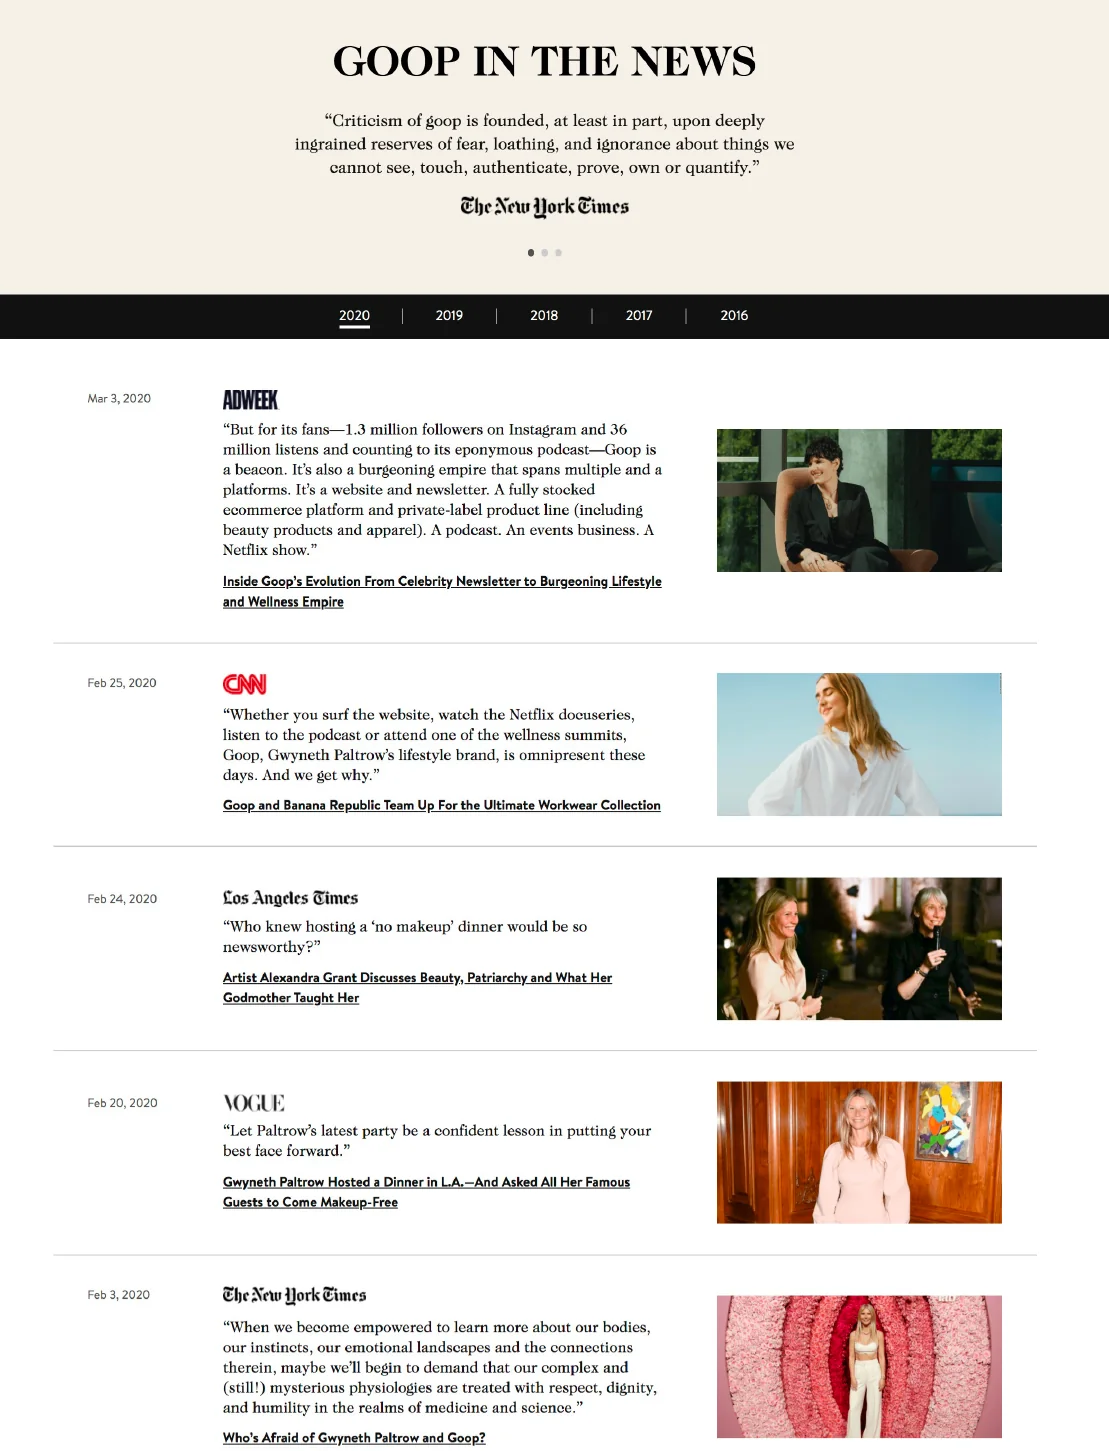 GOOP IN THE NEWS
“Criticism of goop is founded, at least in part, upon deeply
ingrained reserves of fear, loathing, and ignorance about things we
cannot see, touch, authenticate, prove, own or quantify.”
The New York Times
2020 | 2019 | 2018 | 2017 | 2016
Mar 3, 2020
ADWEEK
“But for its fans—1.3 million followers on Instagram and 36
million listens and counting to its eponymous podcast—Goop is
a beacon. It’s also a burgeoning empire that spans multiple and a
platforms. It’s a website and newsletter. A fully stocked
ecommerce platform and private-label product line (including
beauty products and apparel). A podcast. An events business. A
Netflix show.”
Inside Goop’s Evolution From Celebrity Newsletter to Burgeoning Lifestyle
and Wellness Empire
Feb 25, 2020
CNN
“Whether you surf the website, watch the Netflix docuseries,
listen to the podcast or attend one of the wellness summits,
Goop, Gwyneth Paltrow’s lifestyle brand, is omnipresent these
days. And we get why.”
Goop and Banana Republic Team Up For the Ultimate Workwear Collection
Feb 24, 2020
Los Angeles Times
“Who knew hosting a ‘no makeup’ dinner would be so
newsworthy?”
Artist Alexandra Grant Discusses Beauty, Patriarchy and What Her
Godmother Taught Her
Feb 20, 2020
VOGUE
“Let Paltrow’s latest party be a confident lesson in putting your
best face forward.”
Gwyneth Paltrow Hosted a Dinner in L.A.—And Asked All Her Famous
Guests to Come Makeup-Free
Feb 3, 2020
The New York Times
“When we become empowered to learn more about our bodies,
our instincts, our emotional landscapes and the connections
therein, maybe we’ll begin to demand that our complex and
(still!) mysterious physiologies are treated with respect, dignity,
and humility in the realms of medicine and science.”
Who’s Afraid of Gwyneth Paltrow and Goop?